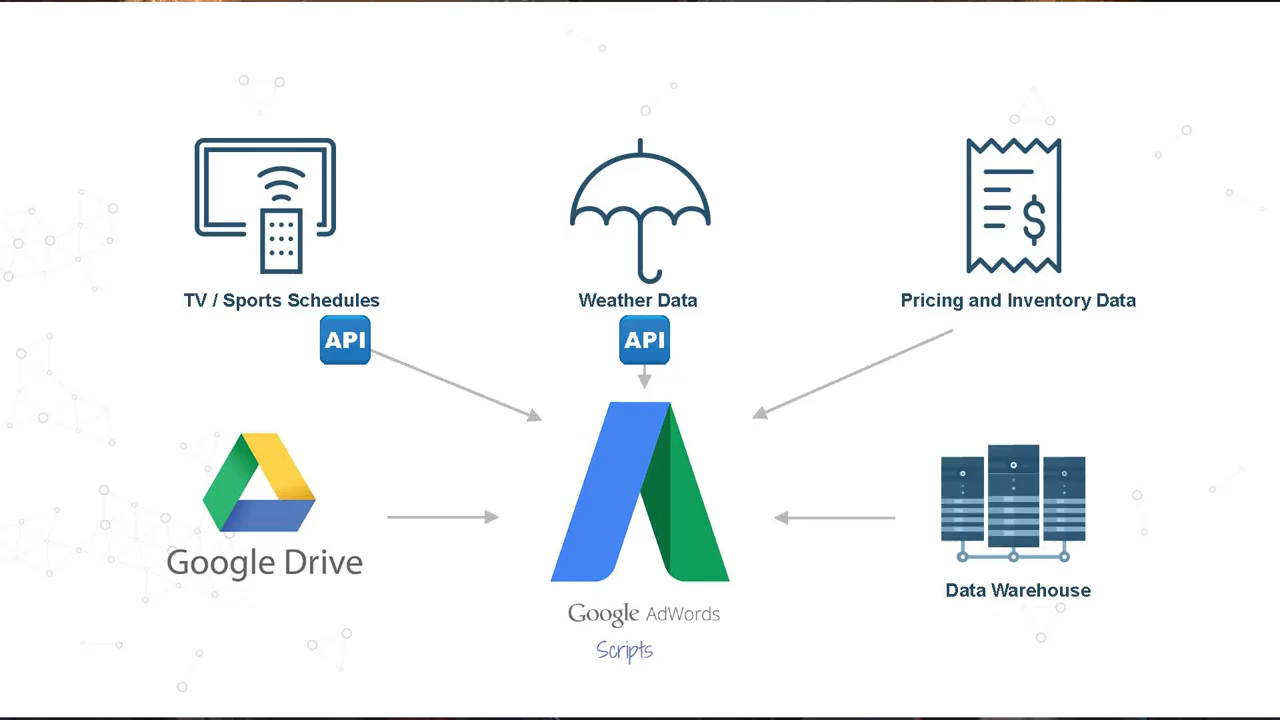 TV / Sports Schedules
Weather Data
Pricing and Inventory Data
API
API
Google Drive
Data Warehouse
Google AdWords
Scripts
$